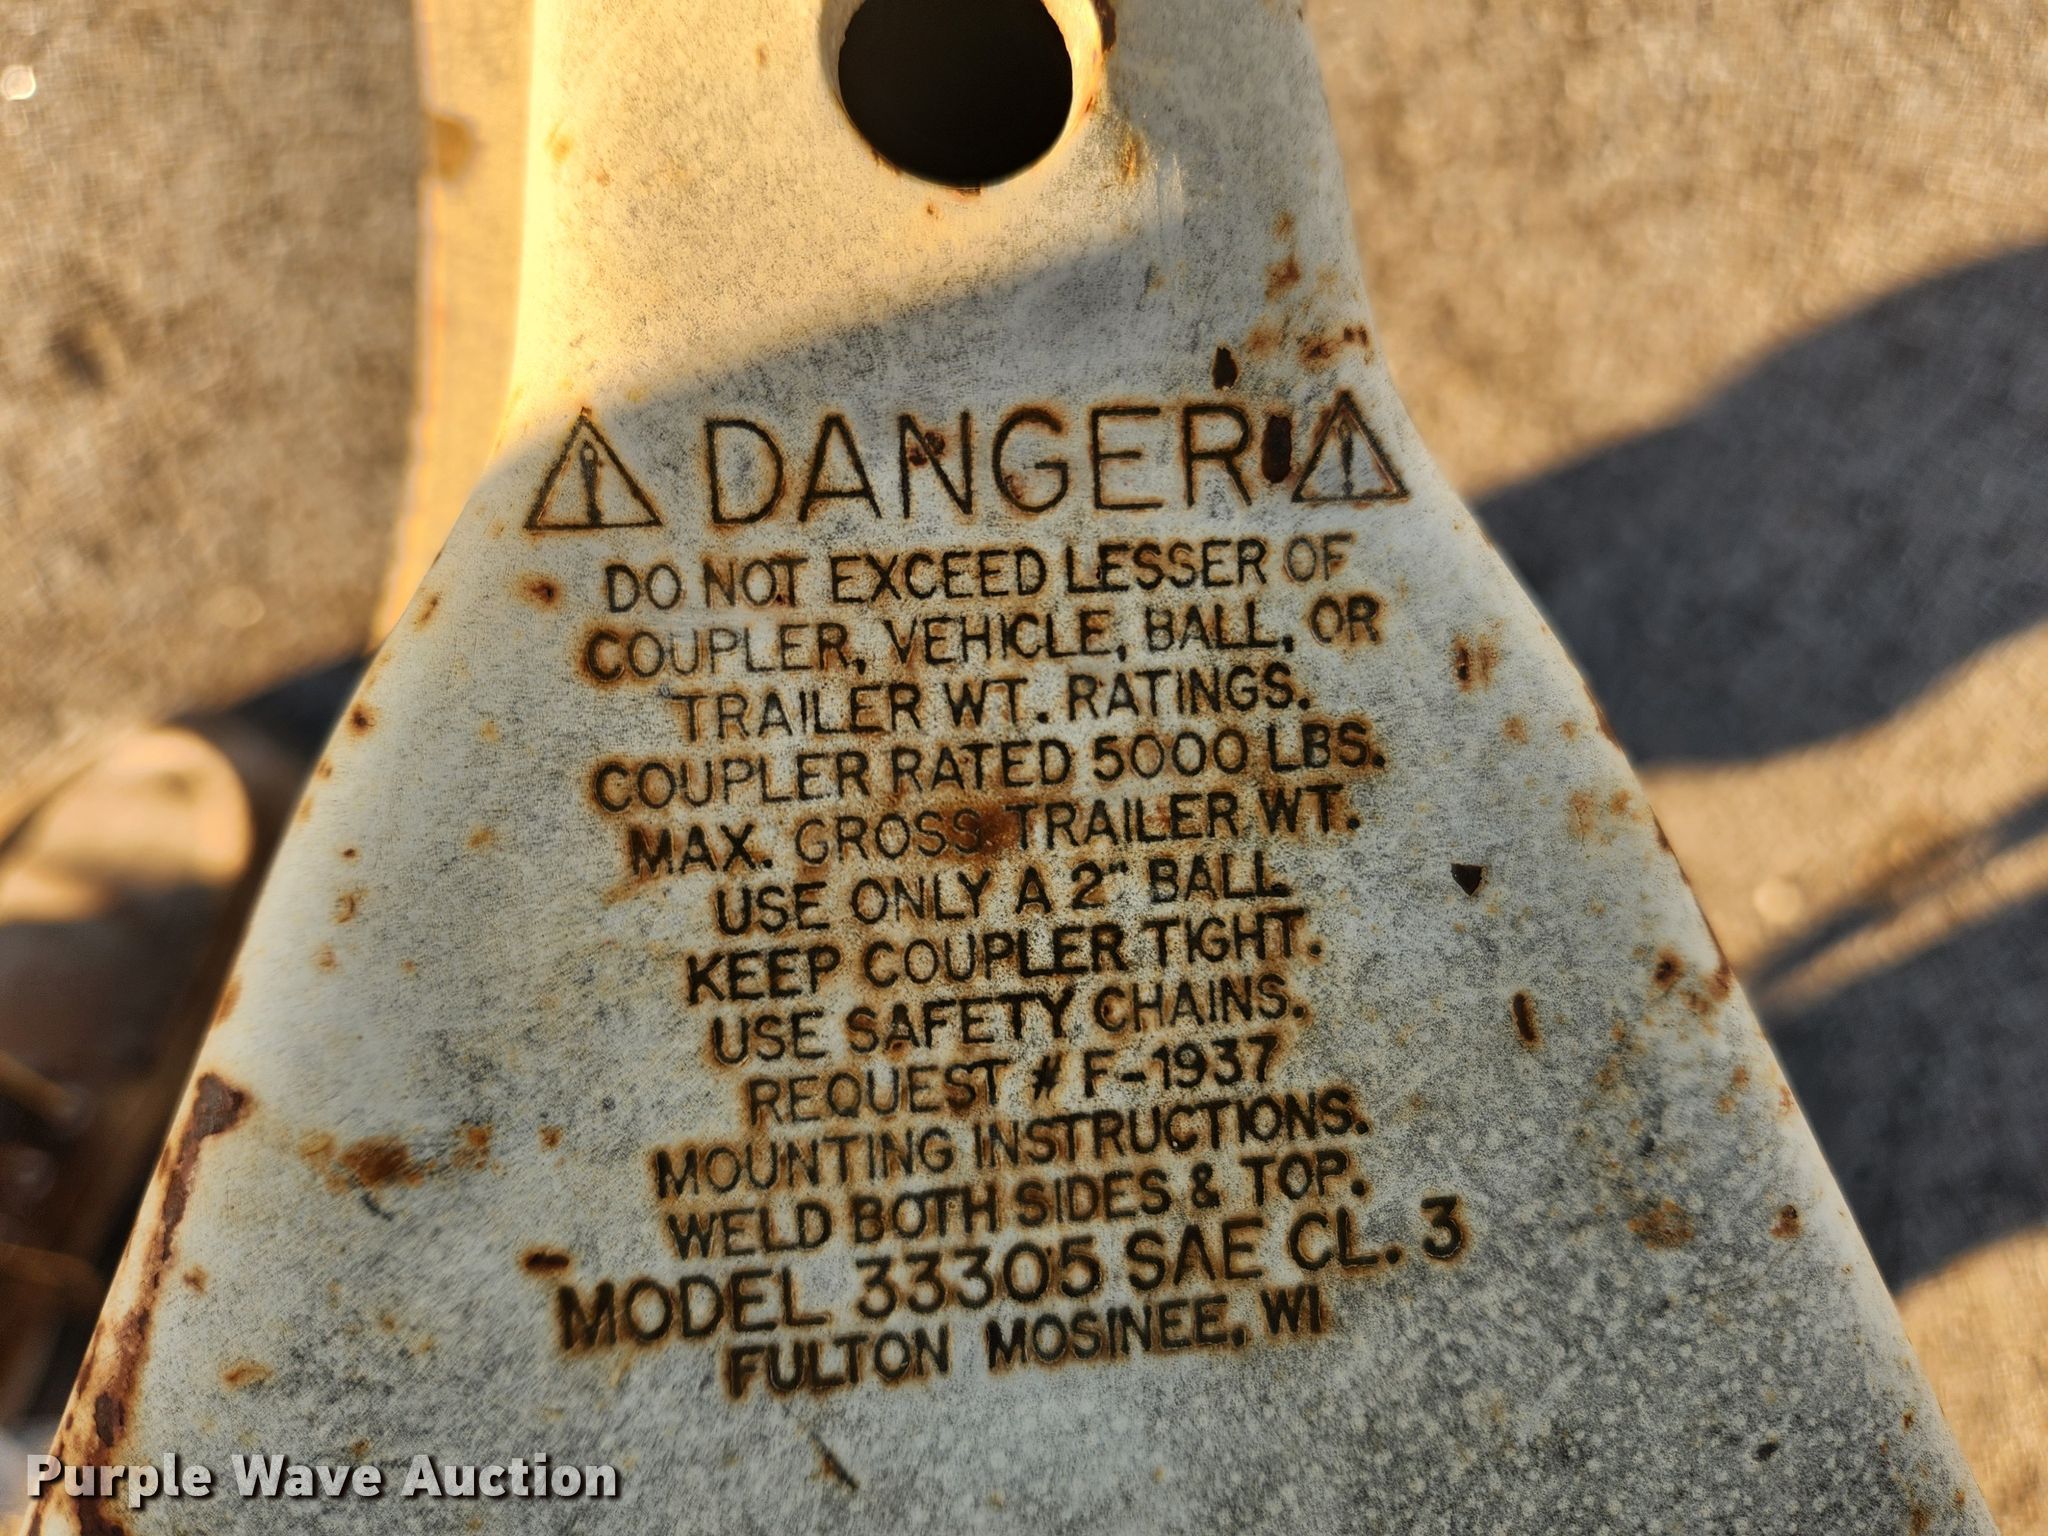 DANGER
DO NOT EXCEED LESSER OF
COUPLER, VEHICLE, BALL, OR
TRAILER WT. RATINGS.
COUPLER RATED 5000 LBS.
MAX. GROSS TRAILER WT.
USE ONLY A 2" BALL
KEEP COUPLER TIGHT.
USE SAFETY CHAINS.
REQUEST # F-1937
MOUNTING INSTRUCTIONS.
WELD BOTH SIDES & TOP.
MODEL 33305 SAE CL. 3
FULTON MOSINEE, WI
Purple Wave Auction